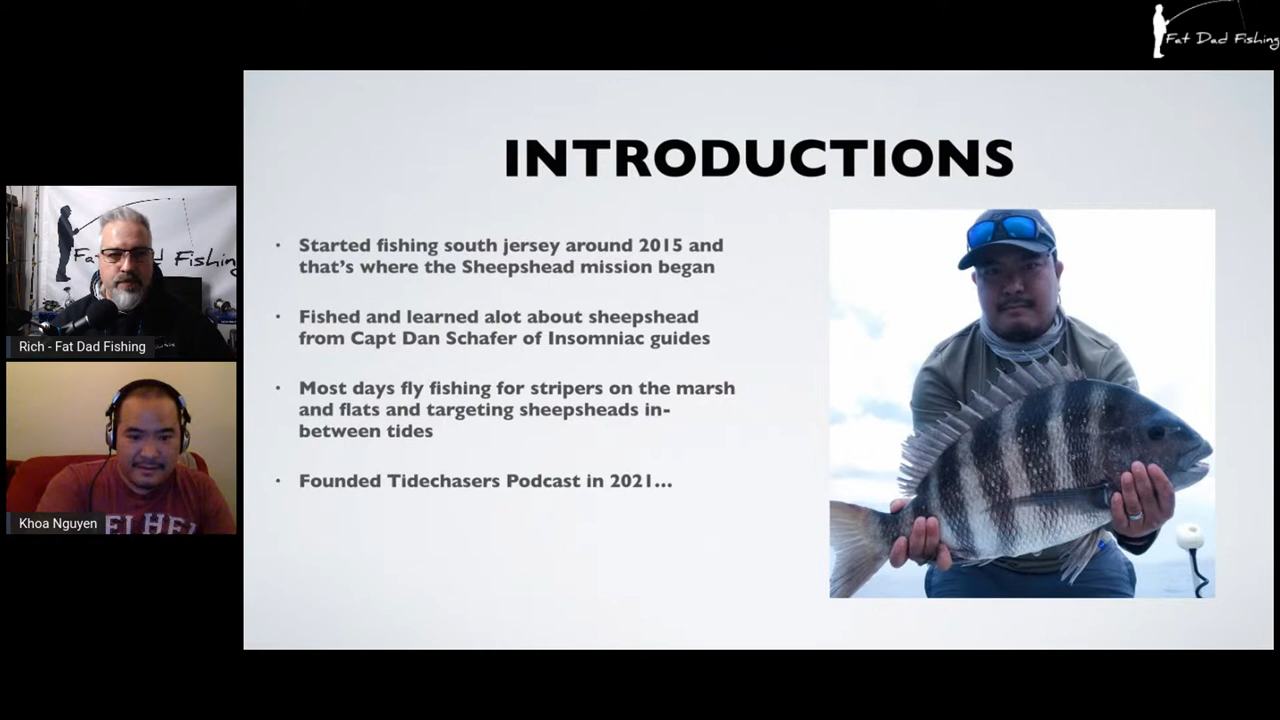 Fat Dad Fishing
INTRODUCTIONS
· Started fishing south jersey around 2015 and
that's where the Sheepshead mission began
· Fished and learned alot about sheepshead
from Capt Dan Schafer of Insomniac guides
· Most days fly fishing for stripers on the marsh
and flats and targeting sheepsheads in-
between tides
· Founded Tidechasers Podcast in 2021...
Fat Dad Fishing
Rich - Fat Dad Fishing
Khoa Nguyen